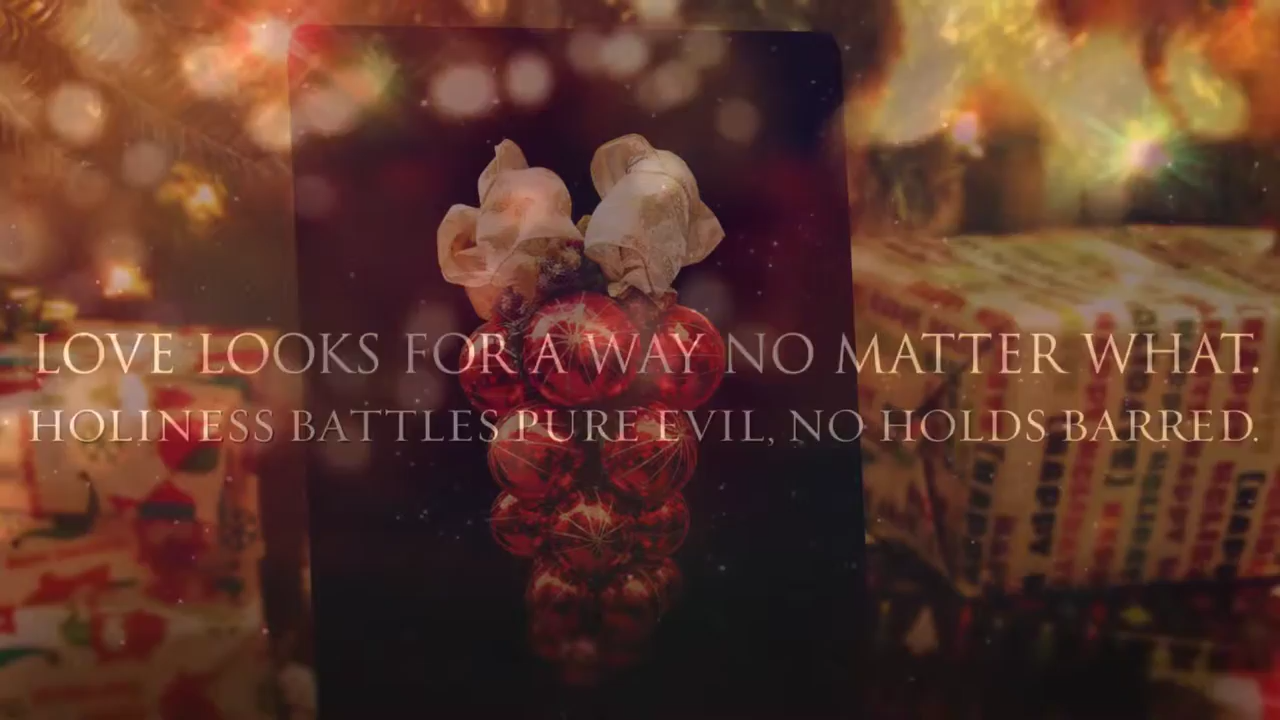 LOVE LOOKS FOR A WAY NO MATTER WHAT.
HOLINESS BATTLES PURE EVIL, NO HOLDS BARRED.